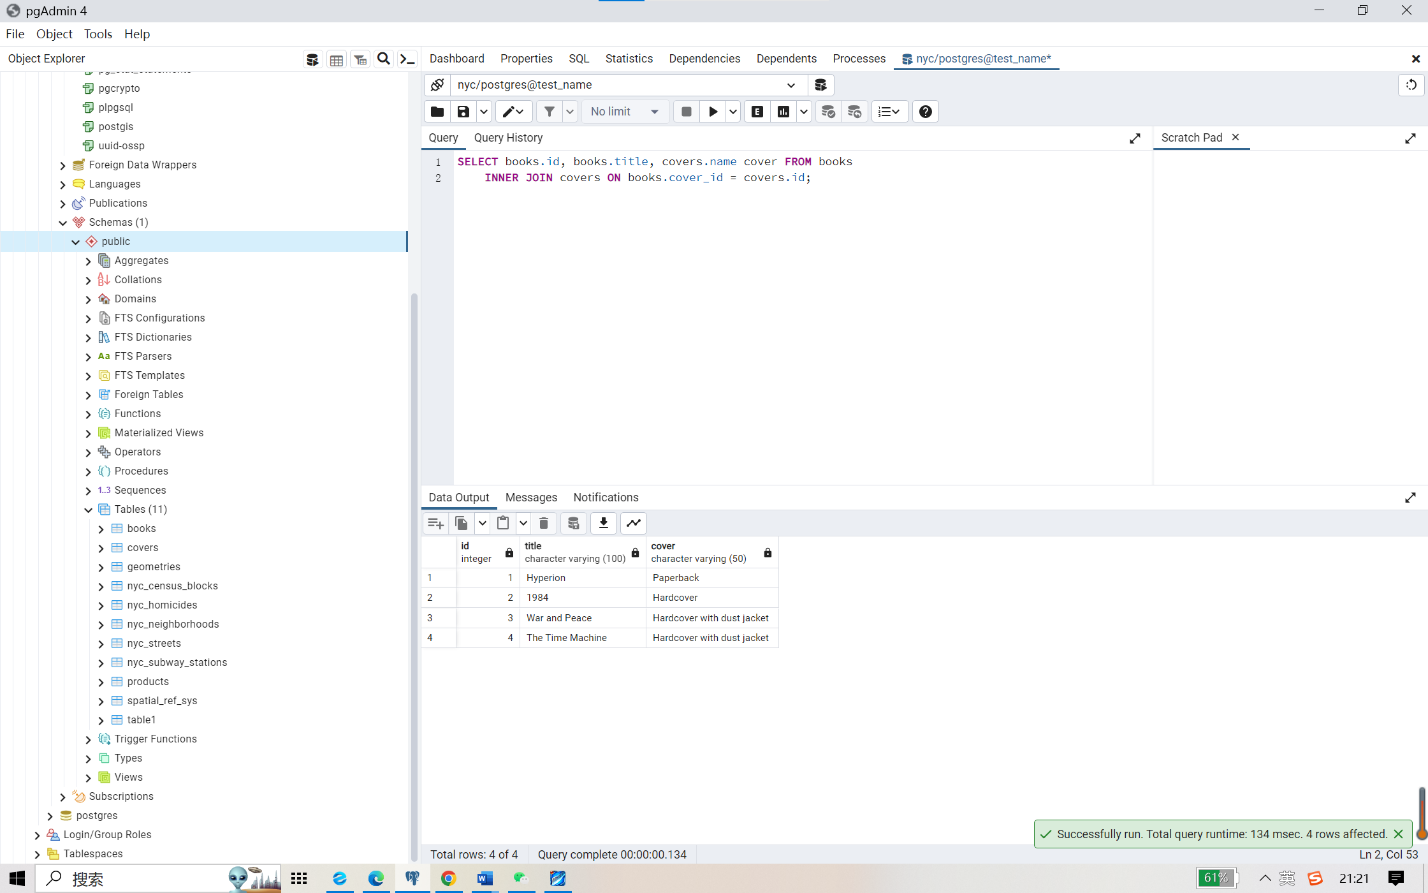 pgAdmin 4
File Object Tools Help
Object Explorer
Dashboard Properties SQL Statistics Dependencies Dependents Processes nyc/postgres@test_name*
nyc/postgres@test_name
No limit
E
Query Query History
Scratch Pad
1 SELECT books.id, books.title, covers.name cover FROM books
2 INNER JOIN covers ON books.cover_id = covers.id;
pg_stat_statements
pgcrypto
plpgsql
postgis
uuid-ossp
Foreign Data Wrappers
Languages
Publications
Schemas (1)
public
Aggregates
Collations
Domains
FTS Configurations
FTS Dictionaries
Aa FTS Parsers
FTS Templates
Foreign Tables
Functions
Materialized Views
Operators
Procedures
1..3 Sequences
Tables (11)
books
covers
geometries
nyc_census_blocks
nyc_homicides
nyc_neighborhoods
nyc_streets
nyc_subway_stations
products
spatial_ref_sys
table1
Trigger Functions
Types
Views
Subscriptions
postgres
Login/Group Roles
Tablespaces
Data Output Messages Notifications
id title cover
integer character varying (100) character varying (50)
1 1 Hyperion Paperback
2 2 1984 Hardcover
3 3 War and Peace Hardcover with dust jacket
4 4 The Time Machine Hardcover with dust jacket
Successfully run. Total query runtime: 134 msec. 4 rows affected.
Total rows: 4 of 4 Query complete 00:00:00.134
Ln 2, Col 53
搜索
61%
英
21:21